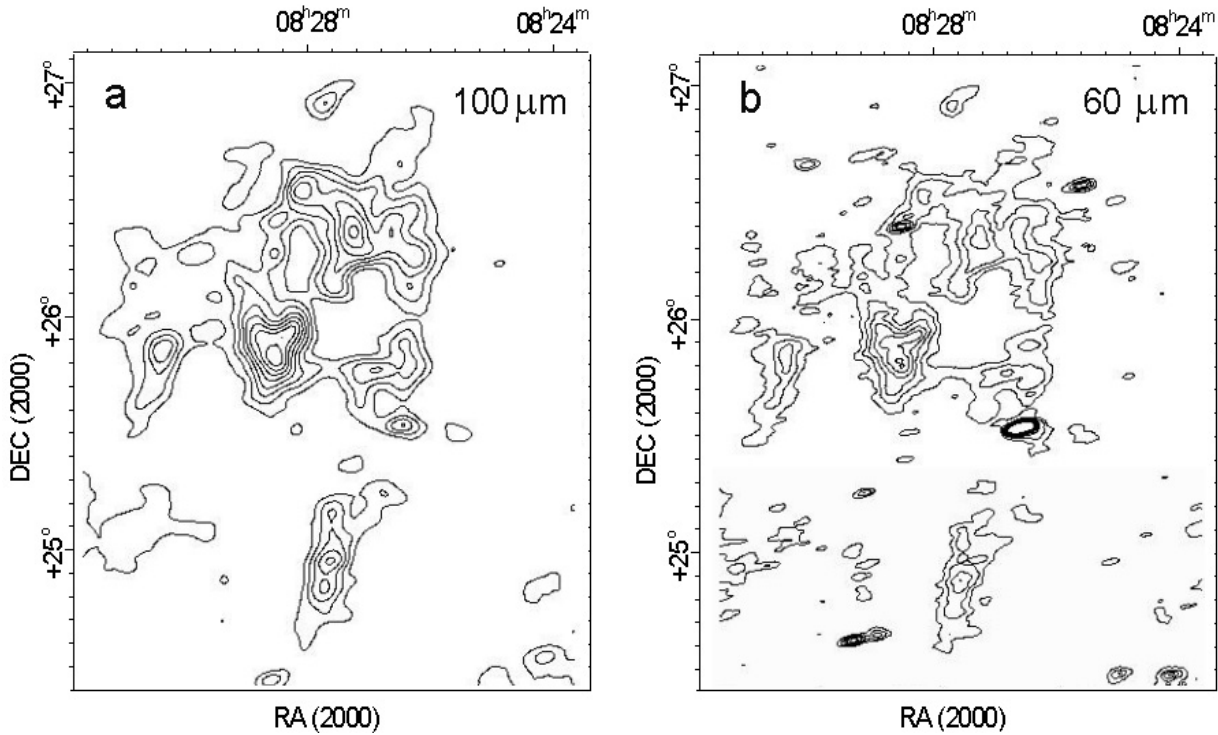 08ʰ28ᵐ 08ʰ24ᵐ
a 100 μm
+27°
+26°
+25°
DEC (2000)
RA (2000)
08ʰ28ᵐ 08ʰ24ᵐ
b 60 μm
+27°
+26°
+25°
DEC (2000)
RA (2000)